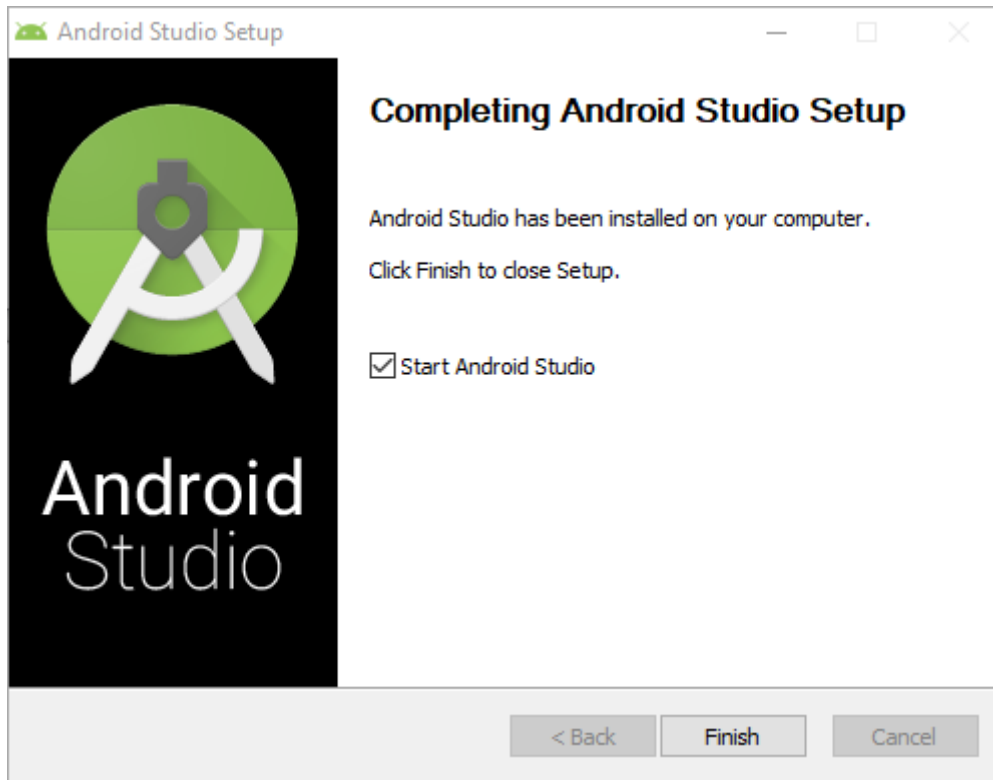 Android Studio Setup
Completing Android Studio Setup
Android Studio has been installed on your computer.
Click Finish to close Setup.
Start Android Studio
Android
Studio
< Back
Finish
Cancel